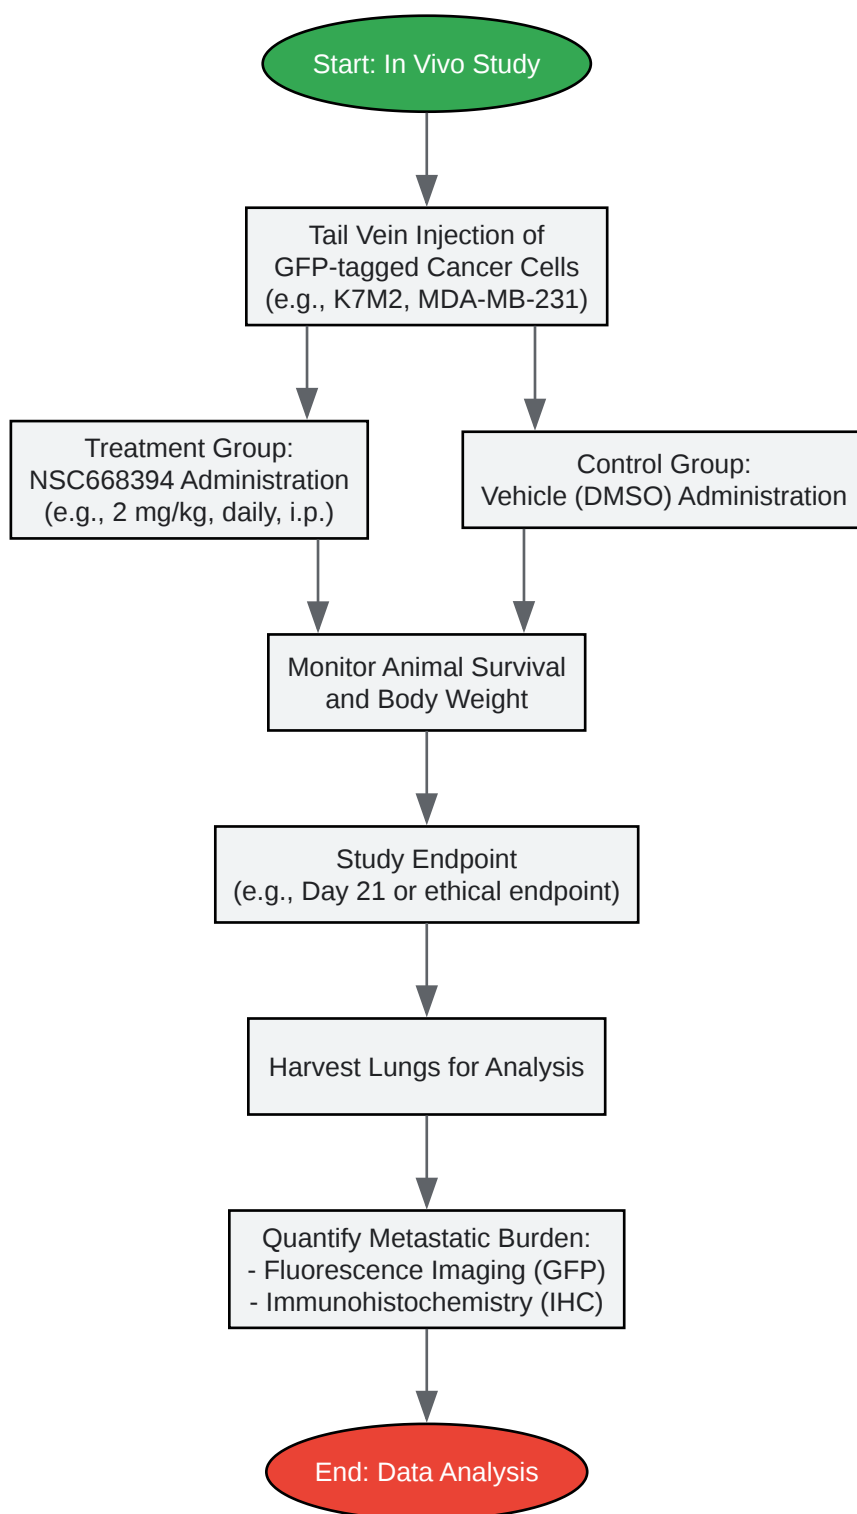 Start: In Vivo Study
Tail Vein Injection of
GFP-tagged Cancer Cells
(e.g., K7M2, MDA-MB-231)
Treatment Group:
NSC668394 Administration
(e.g., 2 mg/kg, daily, i.p.)
Control Group:
Vehicle (DMSO) Administration
Monitor Animal Survival
and Body Weight
Study Endpoint
(e.g., Day 21 or ethical endpoint)
Harvest Lungs for Analysis
Quantify Metastatic Burden:
- Fluorescence Imaging (GFP)
- Immunohistochemistry (IHC)
End: Data Analysis